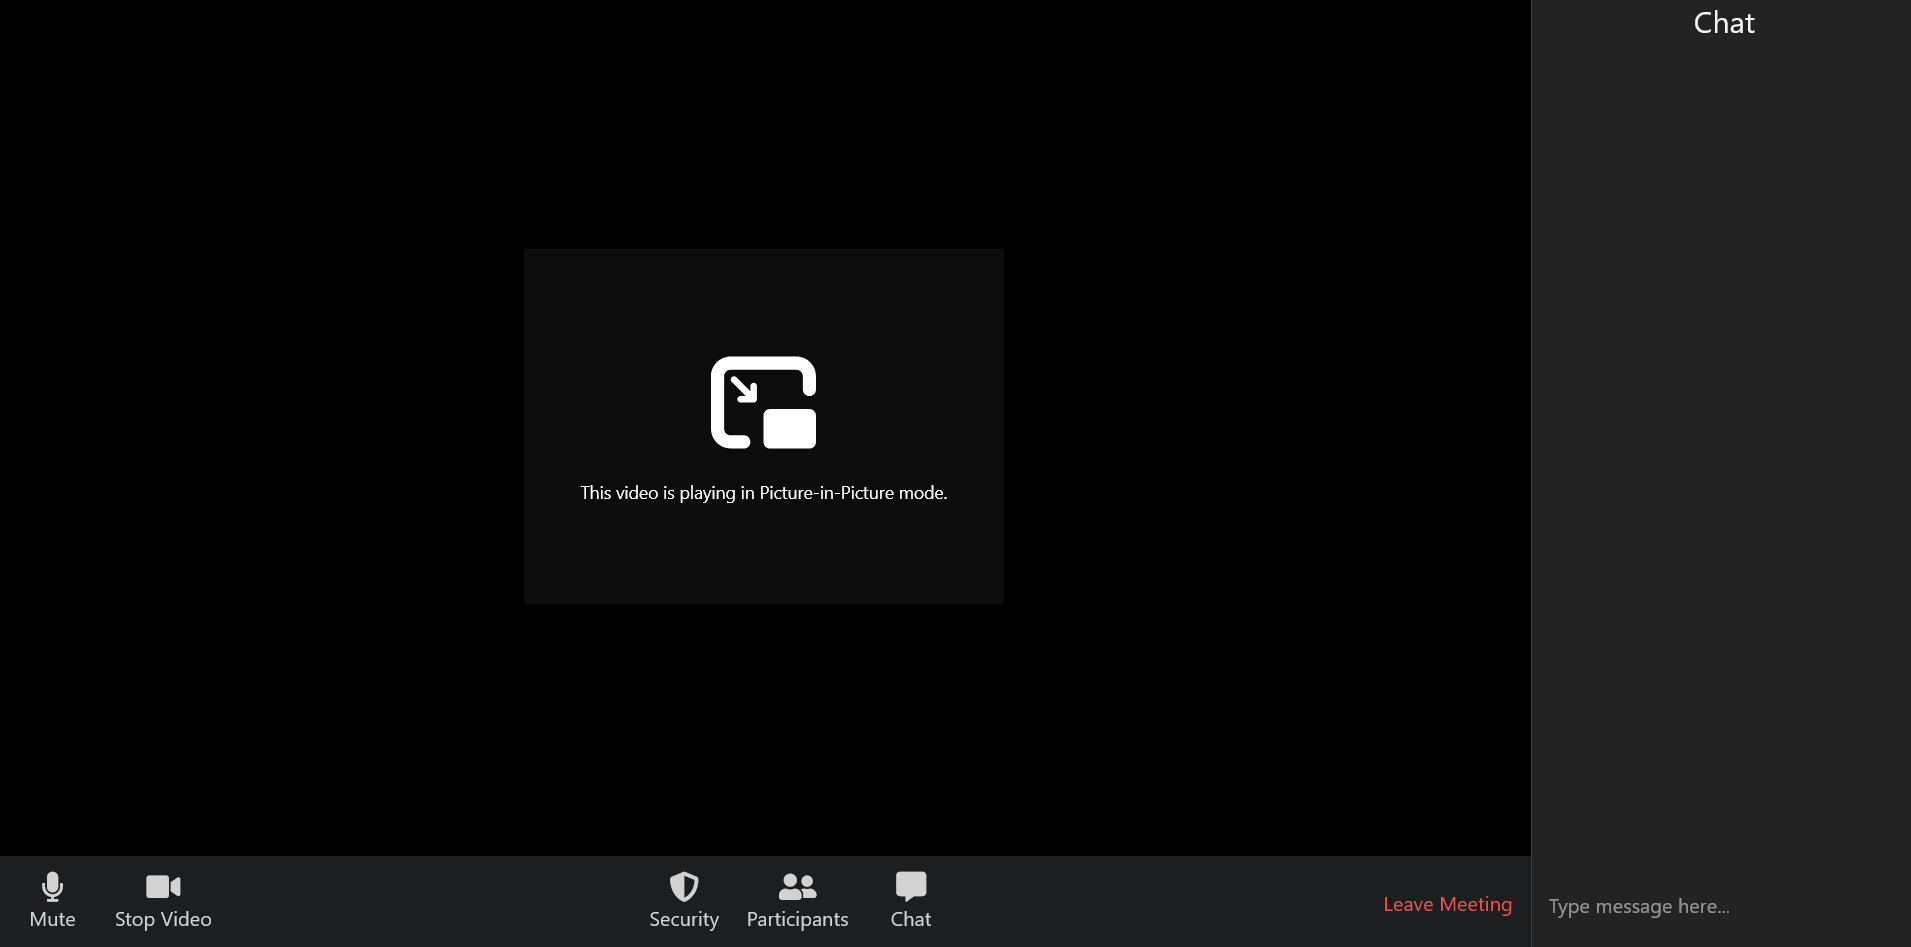 Chat
This video is playing in Picture-in-Picture mode.
Mute
Stop Video
Security
Participants
Chat
Leave Meeting
Type message here...